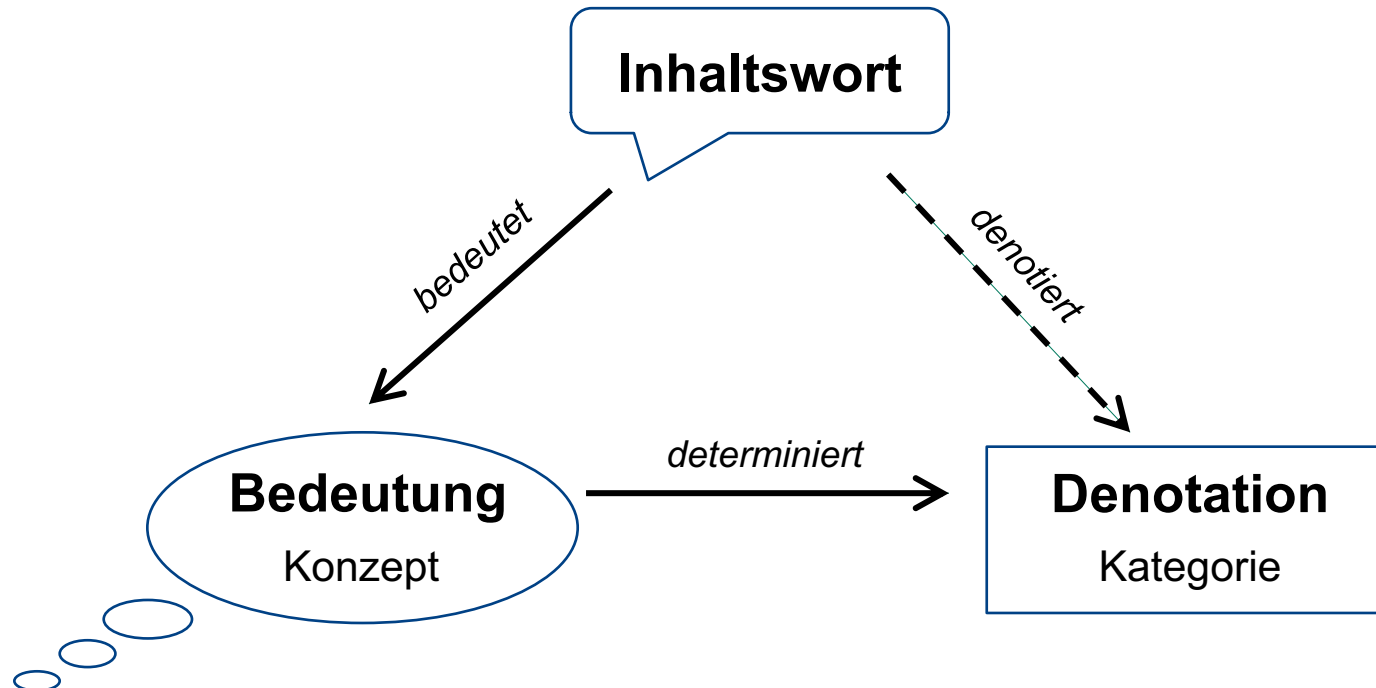 Inhaltswort
bedeutet
denotiert
determiniert
Bedeutung
Konzept
Denotation
Kategorie